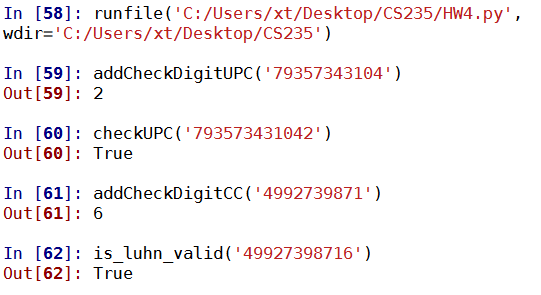 In [58]: runfile('C:/Users/xt/Desktop/CS235/HW4.py',
wdir='C:/Users/xt/Desktop/CS235')
In [59]: addCheckDigitUPC('79357343104')
Out[59]: 2
In [60]: checkUPC('793573431042')
Out[60]: True
In [61]: addCheckDigitCC('4992739871')
Out[61]: 6
In [62]: is_luhn_valid('49927398716')
Out[62]: True